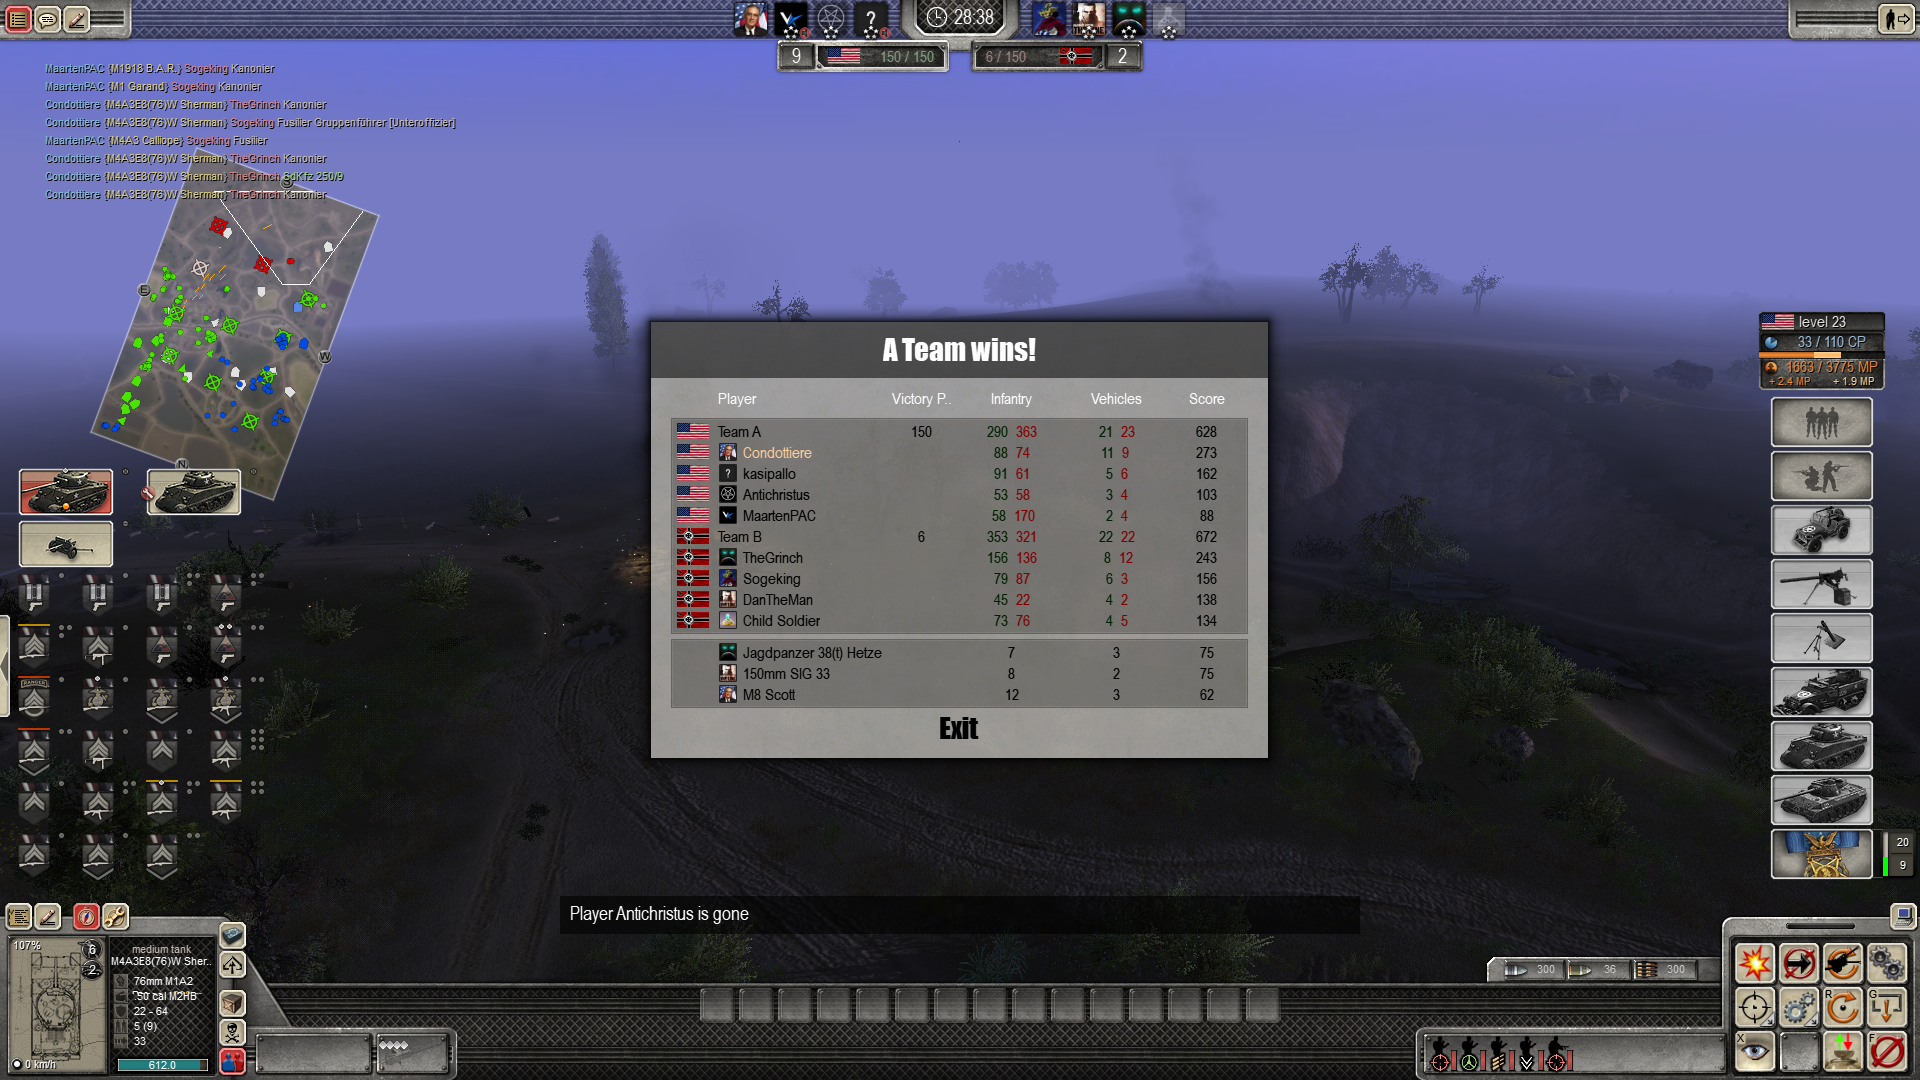 28:38
9 150 / 150 6 / 150 2
MaartenPAC {M1918 B.A.R.} Sogeking Kanonier
MaartenPAC {M1 Garand} Sogeking Kanonier
Condottiere {M4A3E8(76)W Sherman} TheGrinch Kanonier
Condottiere {M4A3E8(76)W Sherman} Sogeking Fusilier Gruppenführer [Unteroffizier]
MaartenPAC {M4A3 Calliope} Sogeking Fusilier
Condottiere {M4A3E8(76)W Sherman} TheGrinch Kanonier
Condottiere {M4A3E8(76)W Sherman} TheGrinch SdKfz 250/9
Condottiere {M4A3E8(76)W Sherman} TheGrinch Kanonier
S
E
W
N
A Team wins!
Player Victory P.. Infantry Vehicles Score
Team A 150 290 363 21 23 628
Condottiere 88 74 11 9 273
? kasipallo 91 61 5 6 162
Antichristus 53 58 3 4 103
MaartenPAC 58 170 2 4 88
Team B 6 353 321 22 22 672
TheGrinch 156 136 8 12 243
Sogeking 79 87 6 3 156
DanTheMan 45 22 4 2 138
Child Soldier 73 76 4 5 134
Jagdpanzer 38(t) Hetze 7 3 75
150mm SIG 33 8 2 75
M8 Scott 12 3 62
Exit
Player Antichristus is gone
level 23
33 / 110 CP
1663 / 3775 MP
+ 2.4 MP + 1.9 MP
20
9
RANGER
107%
6
2
medium tank
M4A3E8(76)W Sher..
76mm M1A2
.50 cal M2HB
22 - 64
5 (9)
33
0 km/h
612.0
300 36 300
R
G
X
F